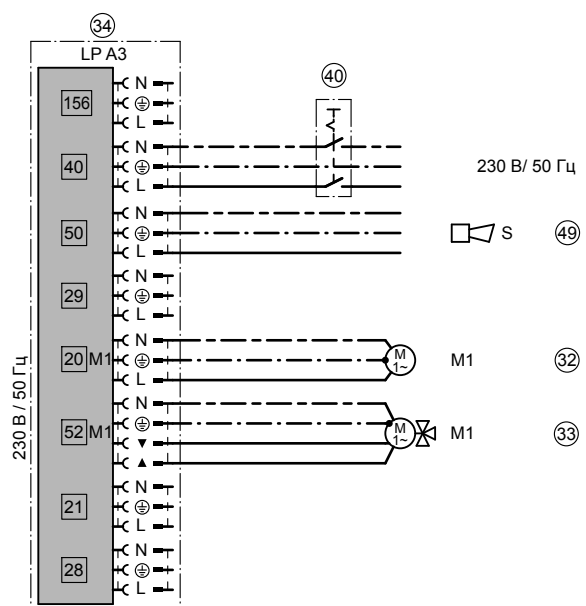 34
LP A3
156
N
L
40
40
N
L
230 В/ 50 Гц
50
N
L
S
49
29
N
L
20
M1
N
L
M
1~
M1
32
52
M1
N
▼
▲
M
1~
M1
33
21
N
L
28
N
L
230 В / 50 Гц